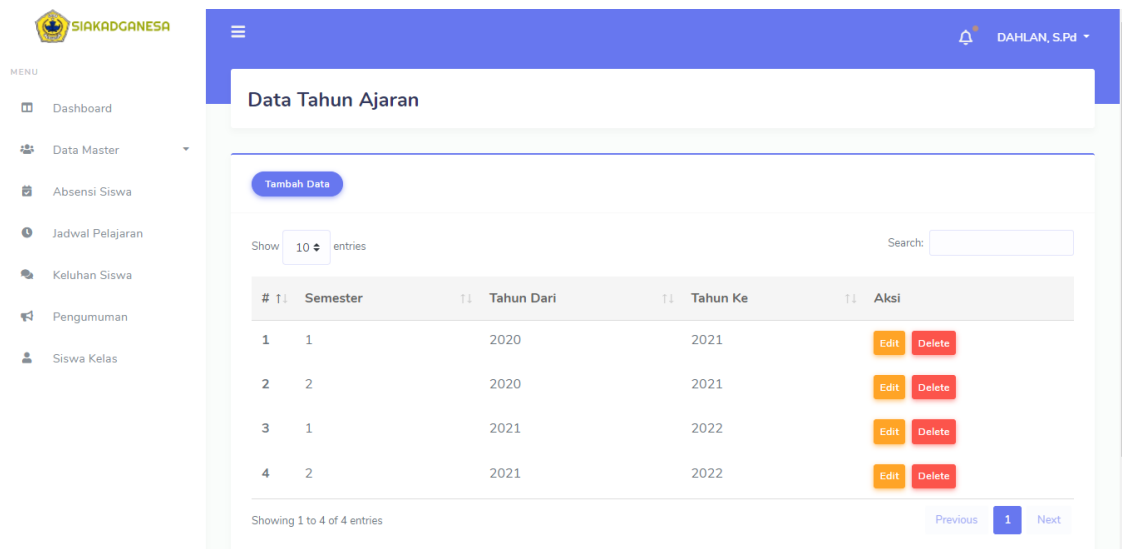 SIAKADGANESA
DAHLAN, S.Pd
MENU
Dashboard
Data Master
Absensi Siswa
Jadwal Pelajaran
Keluhan Siswa
Pengumuman
Siswa Kelas
Data Tahun Ajaran
Tambah Data
Show 10 entries
Search:
# Semester Tahun Dari Tahun Ke Aksi
1 1 2020 2021 Edit Delete
2 2 2020 2021 Edit Delete
3 1 2021 2022 Edit Delete
4 2 2021 2022 Edit Delete
Showing 1 to 4 of 4 entries
Previous 1 Next